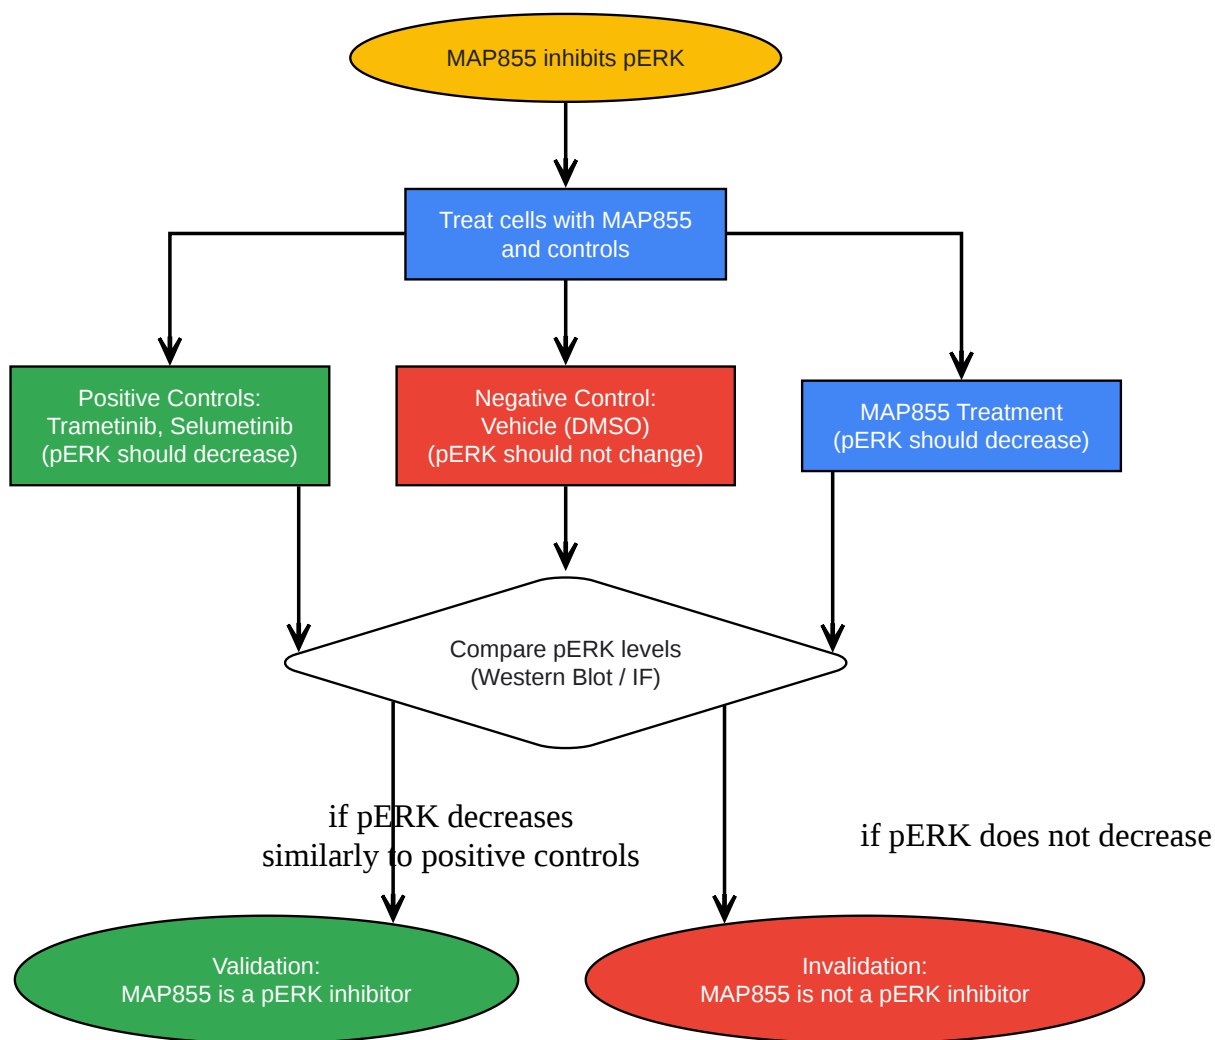 MAP855 inhibits pERK
Treat cells with MAP855
and controls
Positive Controls:
Trametinib, Selumetinib
(pERK should decrease)
Negative Control:
Vehicle (DMSO)
(pERK should not change)
MAP855 Treatment
(pERK should decrease)
Compare pERK levels
(Western Blot / IF)
if pERK decreases
similarly to positive controls
if pERK does not decrease
Validation:
MAP855 is a pERK inhibitor
Invalidation:
MAP855 is not a pERK inhibitor